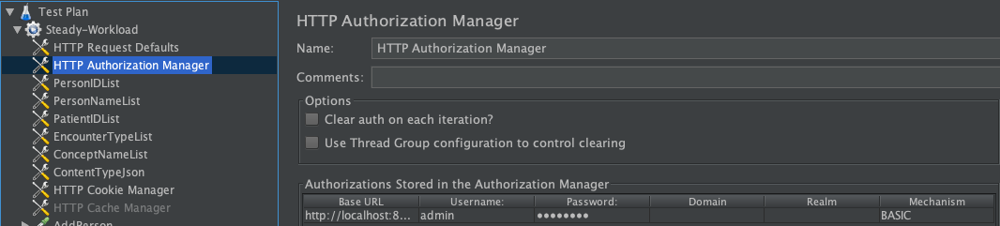 Test Plan
Steady-Workload
HTTP Request Defaults
HTTP Authorization Manager
PersonIDList
PersonNameList
PatientIDList
EncounterTypeList
ConceptNameList
ContentTypeJson
HTTP Cookie Manager
HTTP Cache Manager
AddPerson
HTTP Authorization Manager
Name: HTTP Authorization Manager
Comments:
Options
Clear auth on each iteration?
Use Thread Group configuration to control clearing
Authorizations Stored in the Authorization Manager
Base URL Username: Password: Domain Realm Mechanism
http://localhost:8... admin ●●●●●●●● BASIC